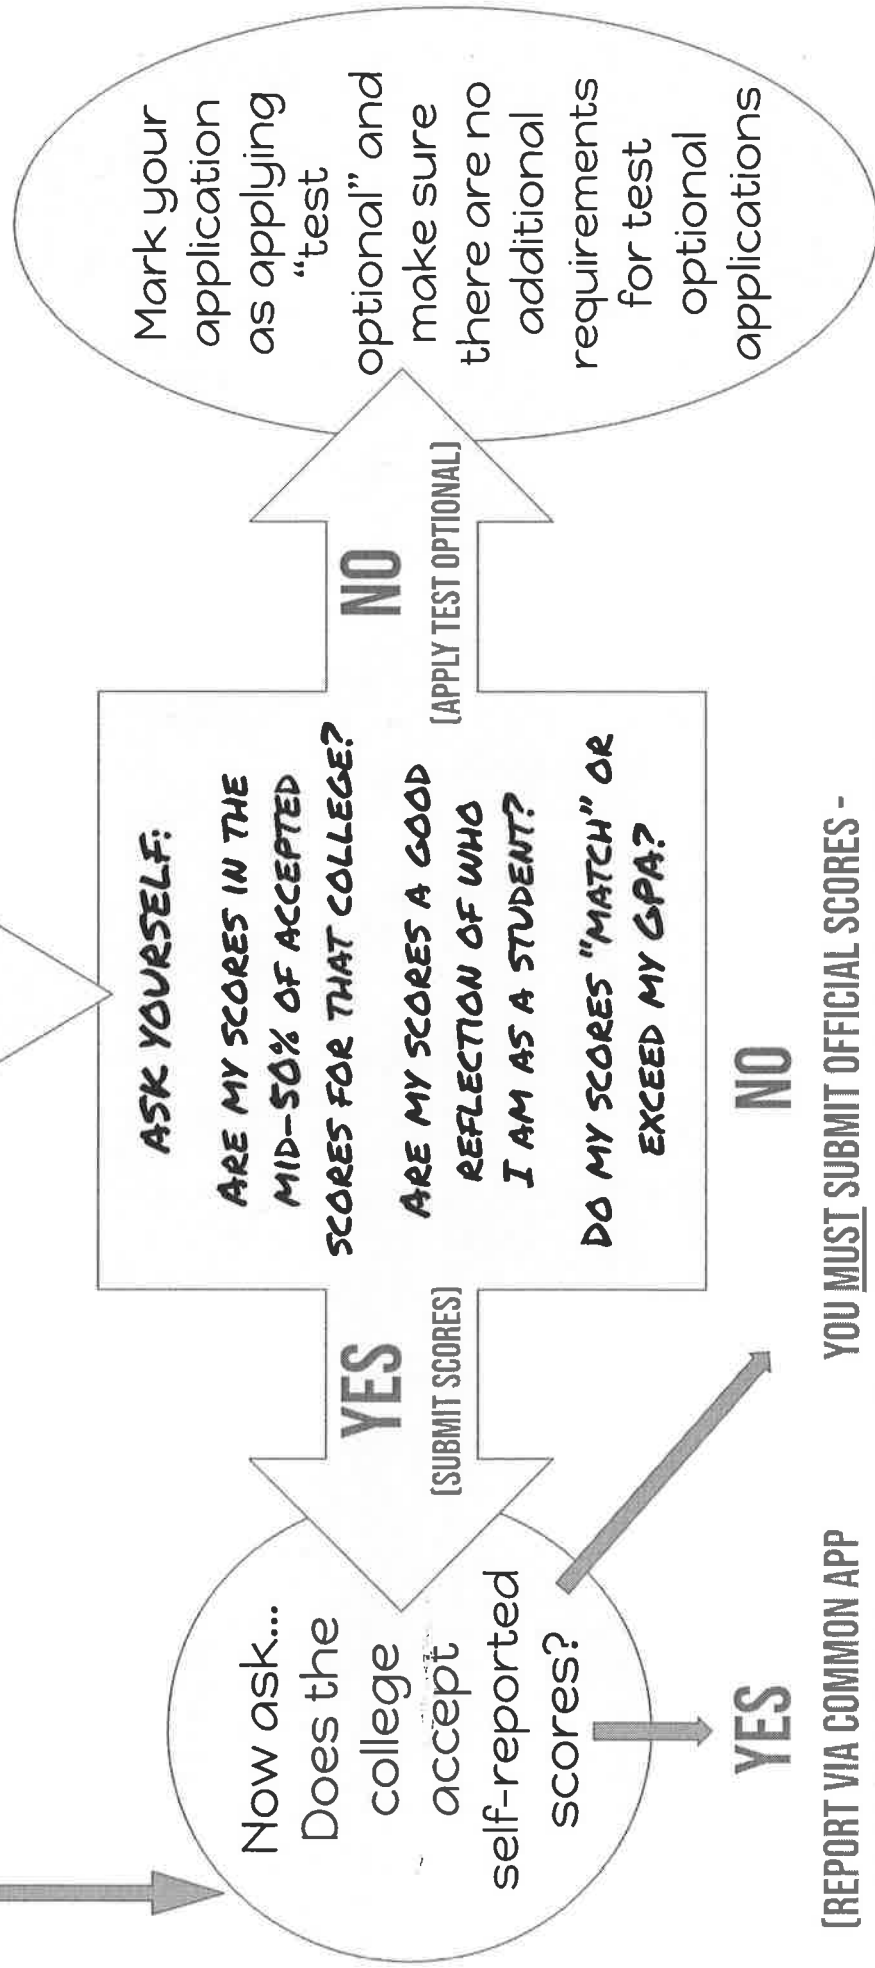 ASK YOURSELF:
ARE MY SCORES IN THE
MID-50% OF ACCEPTED
SCORES FOR THAT COLLEGE?
ARE MY SCORES A GOOD
REFLECTION OF WHO
I AM AS A STUDENT?
DO MY SCORES "MATCH" OR
EXCEED MY GPA?
YES
[SUBMIT SCORES]
NO
[APPLY TEST OPTIONAL]
Now ask...
Does the
college
accept
self-reported
scores?
Mark your
application
as applying
“test
optional” and
make sure
there are no
additional
requirements
for test
optional
applications
YES
[REPORT VIA COMMON APP
NO
YOU MUST SUBMIT OFFICIAL SCORES -